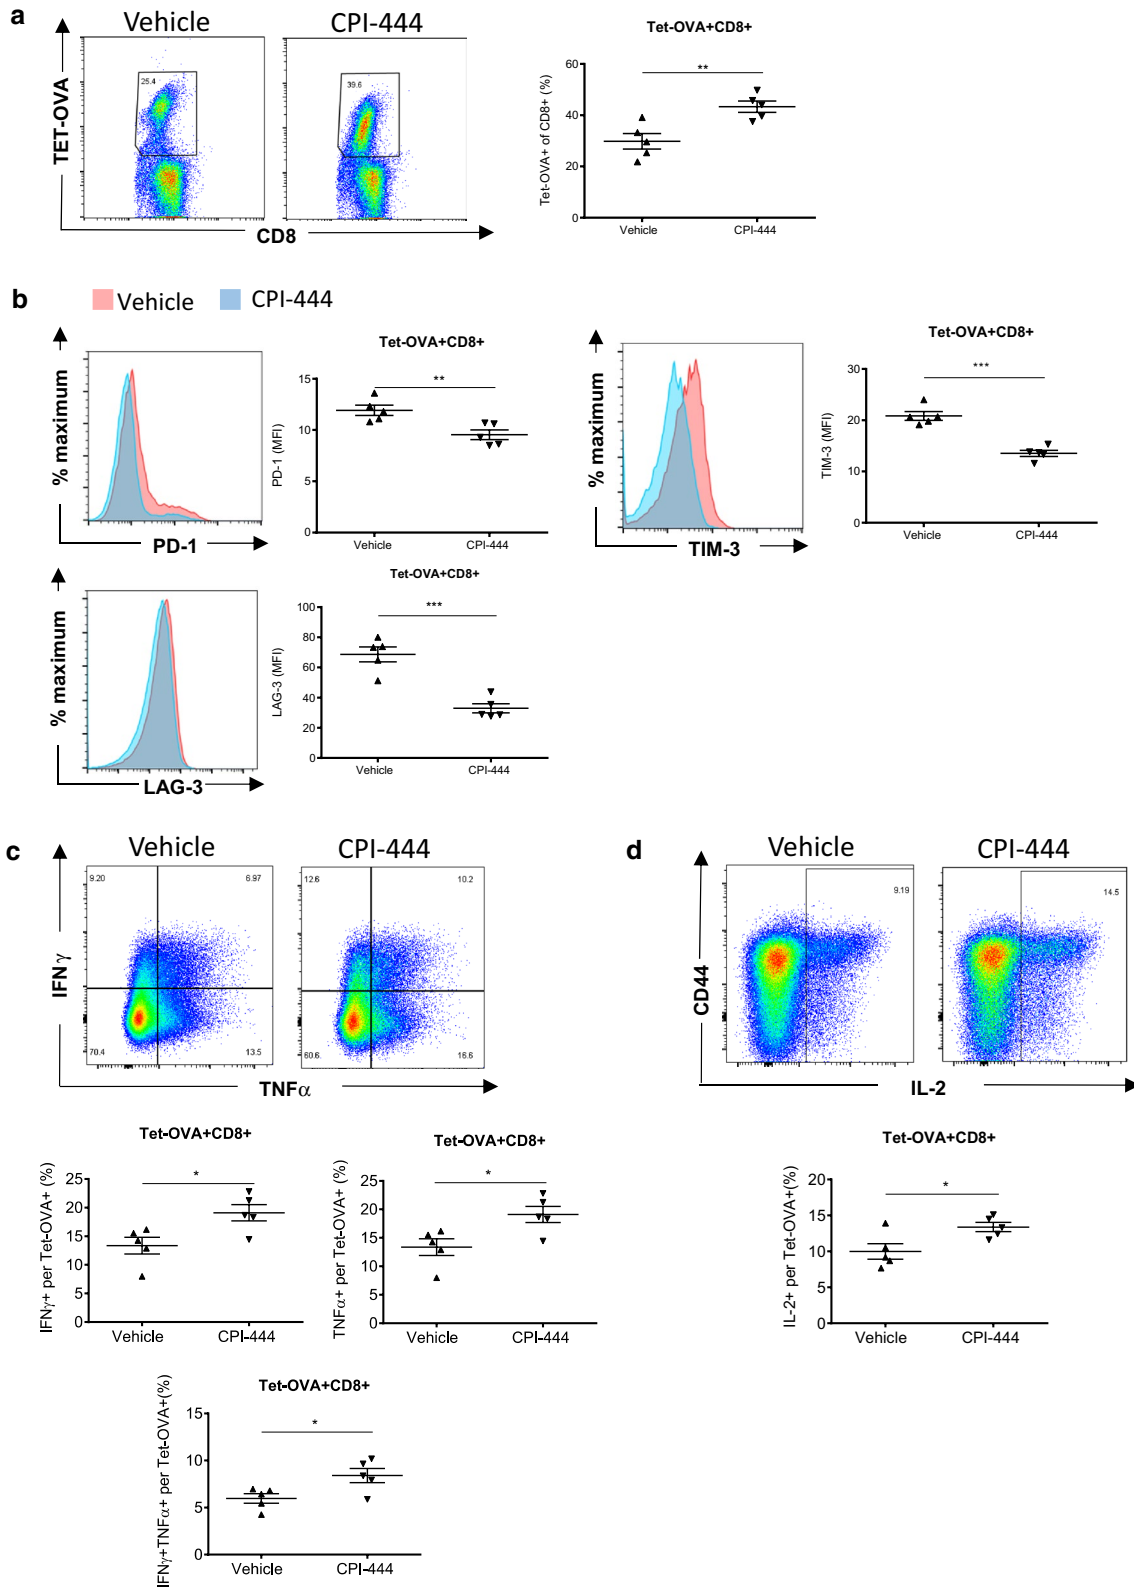 a
Vehicle
CPI-444
TET-OVA
25.4
39.6
CD8
Tet-OVA+CD8+
**
Tet-OVA+ of CD8+ (%)
60
40
20
0
Vehicle
CPI-444
b
Vehicle
CPI-444
% maximum
PD-1
Tet-OVA+CD8+
**
PD-1 (MFI)
15
10
5
0
Vehicle
CPI-444
% maximum
TIM-3
Tet-OVA+CD8+
***
TIM-3 (MFI)
30
20
10
0
Vehicle
CPI-444
% maximum
LAG-3
Tet-OVA+CD8+
***
LAG-3 (MFI)
100
80
60
40
20
0
Vehicle
CPI-444
c
Vehicle
CPI-444
IFN γ
9.20
6.97
70.4
13.5
12.6
10.2
60.6.
16.6
TNFα
Tet-OVA+CD8+
*
IFNγ+ per Tet-OVA+ (%)
25
20
15
10
5
0
Vehicle
CPI-444
Tet-OVA+CD8+
*
TNFα+ per Tet-OVA+ (%)
25
20
15
10
5
0
Vehicle
CPI-444
Tet-OVA+CD8+
*
IFNγ+TNFα+ per Tet-OVA+(%)
15
10
5
0
Vehicle
CPI-444
d
Vehicle
CPI-444
CD44
9.19
14.5
IL-2
Tet-OVA+CD8+
*
IL-2+ per Tet-OVA+(%)
20
15
10
5
0
Vehicle
CPI-444